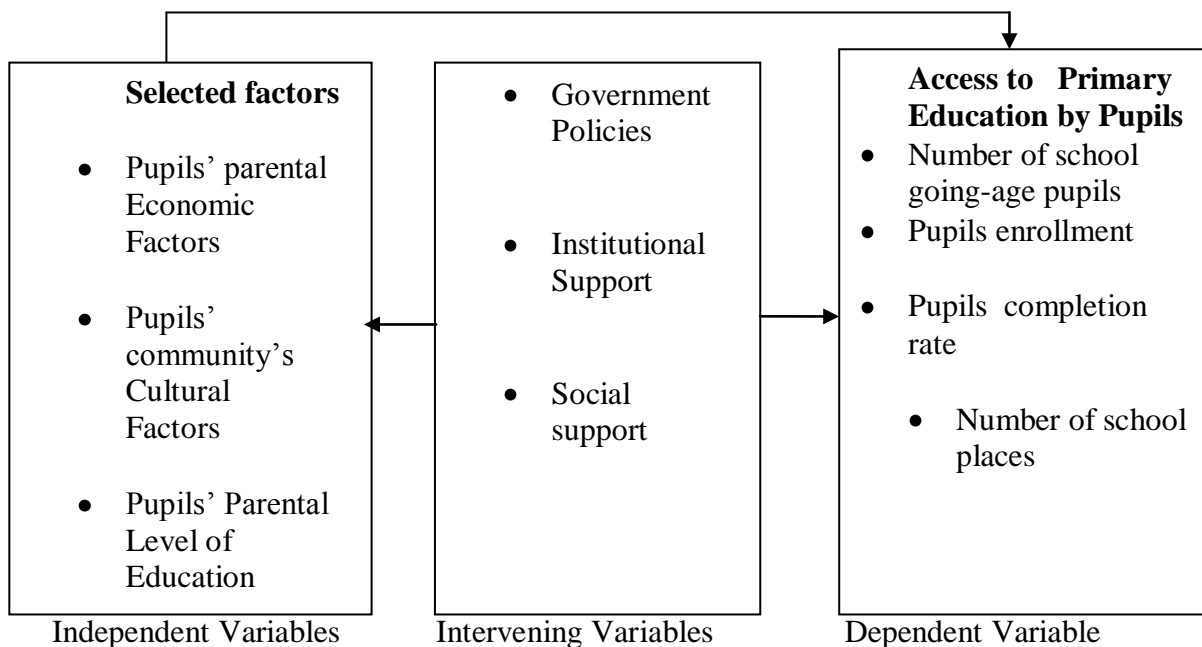 Selected factors
● Pupils’ parental
Economic
Factors
● Pupils’
community’s
Cultural
Factors
● Pupils’ Parental
Level of
Education
Independent Variables
● Government
Policies
● Institutional
Support
● Social
support
Intervening Variables
Access to Primary
Education by Pupils
● Number of school
going-age pupils
● Pupils enrollment
● Pupils completion
rate
● Number of school
places
Dependent Variable